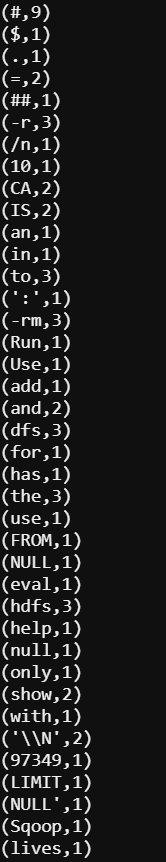 (#,9)
($,1)
(.,1)
(=,2)
(##,1)
(-r,3)
(/n,1)
(10,1)
(CA,2)
(IS,2)
(an,1)
(in,1)
(to,3)
(':',1)
(-rm,3)
(Run,1)
(Use,1)
(add,1)
(and,2)
(dfs,3)
(for,1)
(has,1)
(the,3)
(use,1)
(FROM,1)
(NULL,1)
(eval,1)
(hdfs,3)
(help,1)
(null,1)
(only,1)
(show,2)
(with,1)
('\\N',2)
(97349,1)
(LIMIT,1)
(NULL',1)
(Sqoop,1)
(lives,1)